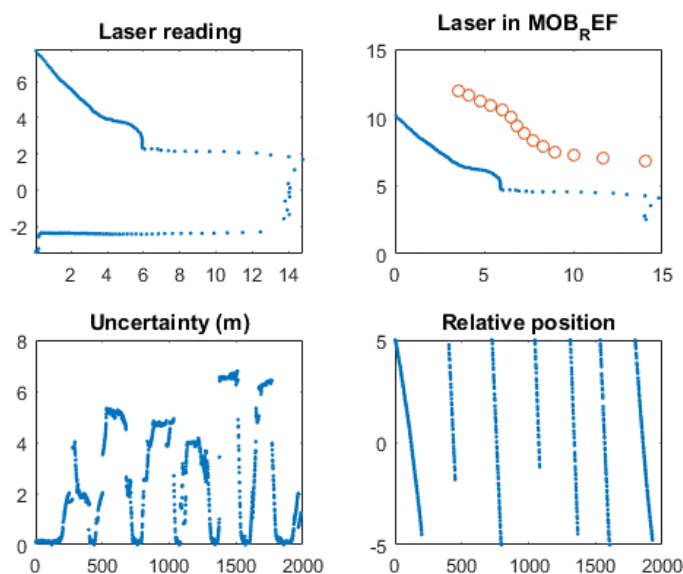 Laser reading
Laser in MOB_REF
6
4
2
0
-2
2 4 6 8 10 12 14
15
10
5
0
0 5 10 15
Uncertainty (m)
Relative position
8
6
4
2
0
0 500 1000 1500 2000
5
0
-5
0 500 1000 1500 2000